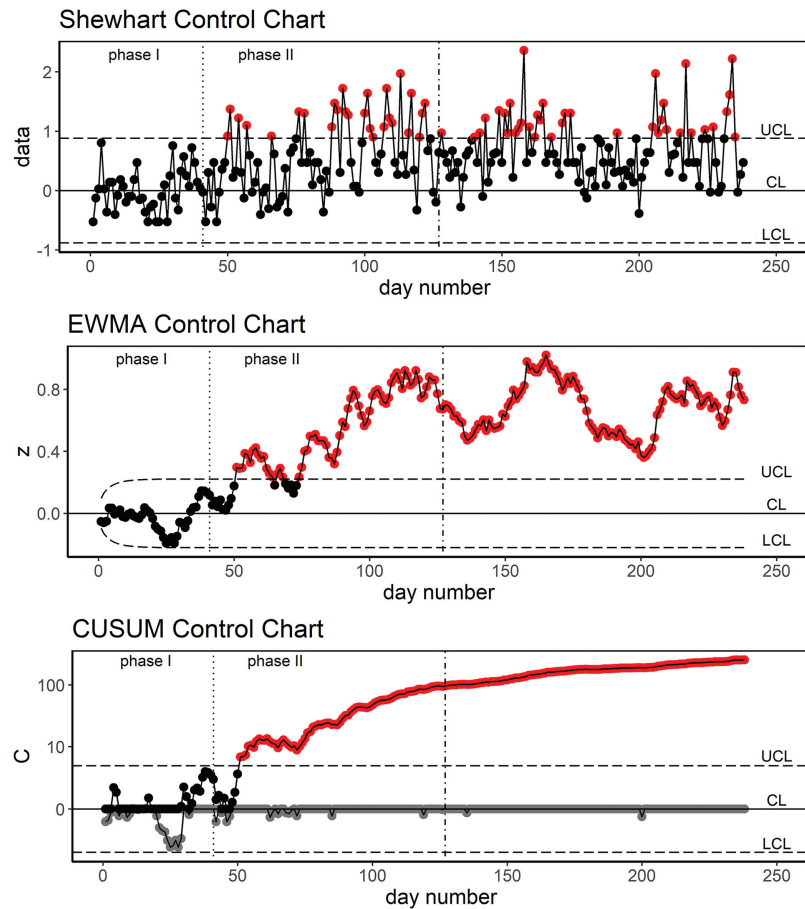 Shewhart Control Chart
phase I
phase II
2
1
0
-1
data
UCL
CL
LCL
0
50
100
150
200
250
day number
EWMA Control Chart
phase I
phase II
0.8
0.4
0.0
z
UCL
CL
LCL
0
50
100
150
200
250
day number
CUSUM Control Chart
phase I
phase II
100
10
0
C
UCL
CL
LCL
0
50
100
150
200
250
day number